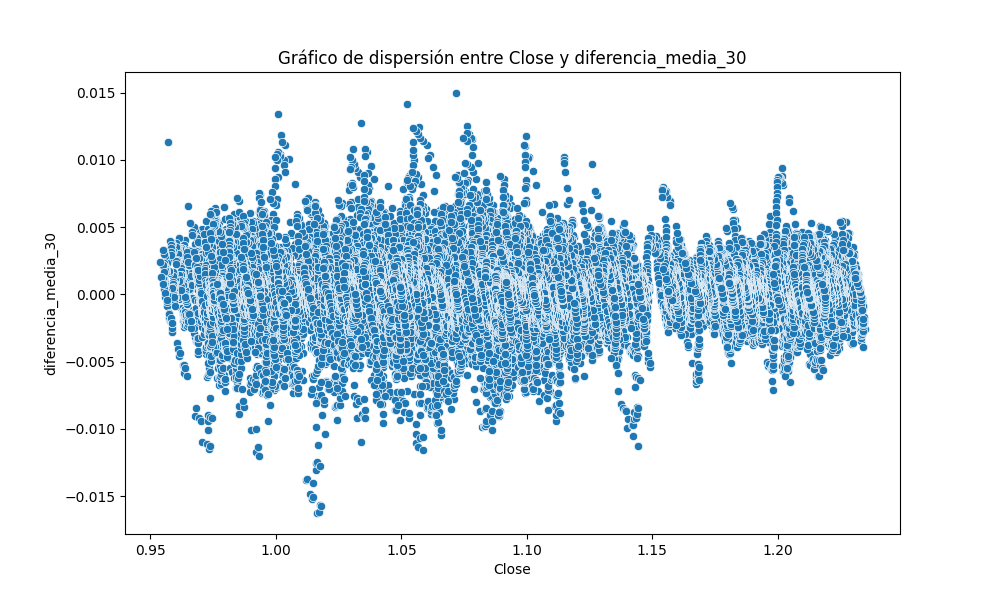 Gráfico de dispersión entre Close y diferencia_media_30
0.015
0.010
0.005
0.000
−0.005
−0.010
−0.015
diferencia_media_30
0.95 1.00 1.05 1.10 1.15 1.20
Close